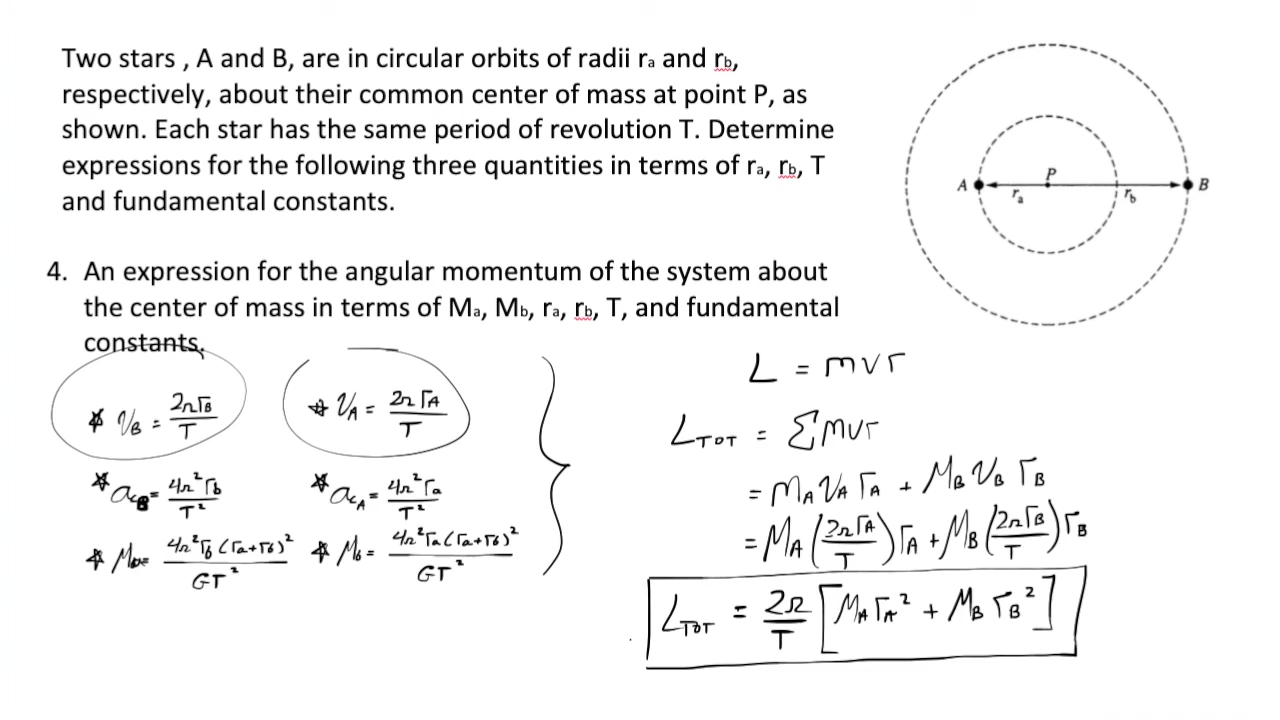 Two stars , A and B, are in circular orbits of radii ra and rb,
respectively, about their common center of mass at point P, as
shown. Each star has the same period of revolution T. Determine
expressions for the following three quantities in terms of ra, rb, T
and fundamental constants.
A P B
ra rb
4. An expression for the angular momentum of the system about
the center of mass in terms of Ma, Mb, ra, rb, T, and fundamental
constants.
* VB = 2πrB/T
* VA = 2πrA/T
* acB = 4π²rb/T²
* acA = 4π²ra/T²
* Ma = 4π²rb(ra+rb)²/GT²
* Mb = 4π²ra(ra+rb)²/GT²
L = mvr
LTOT = Σmvr
= MAVArA + MBVBrB
= MA(2πrA/T)rA + MB(2πrB/T)rB
LTOT = 2π/T [MArA² + MBrB²]